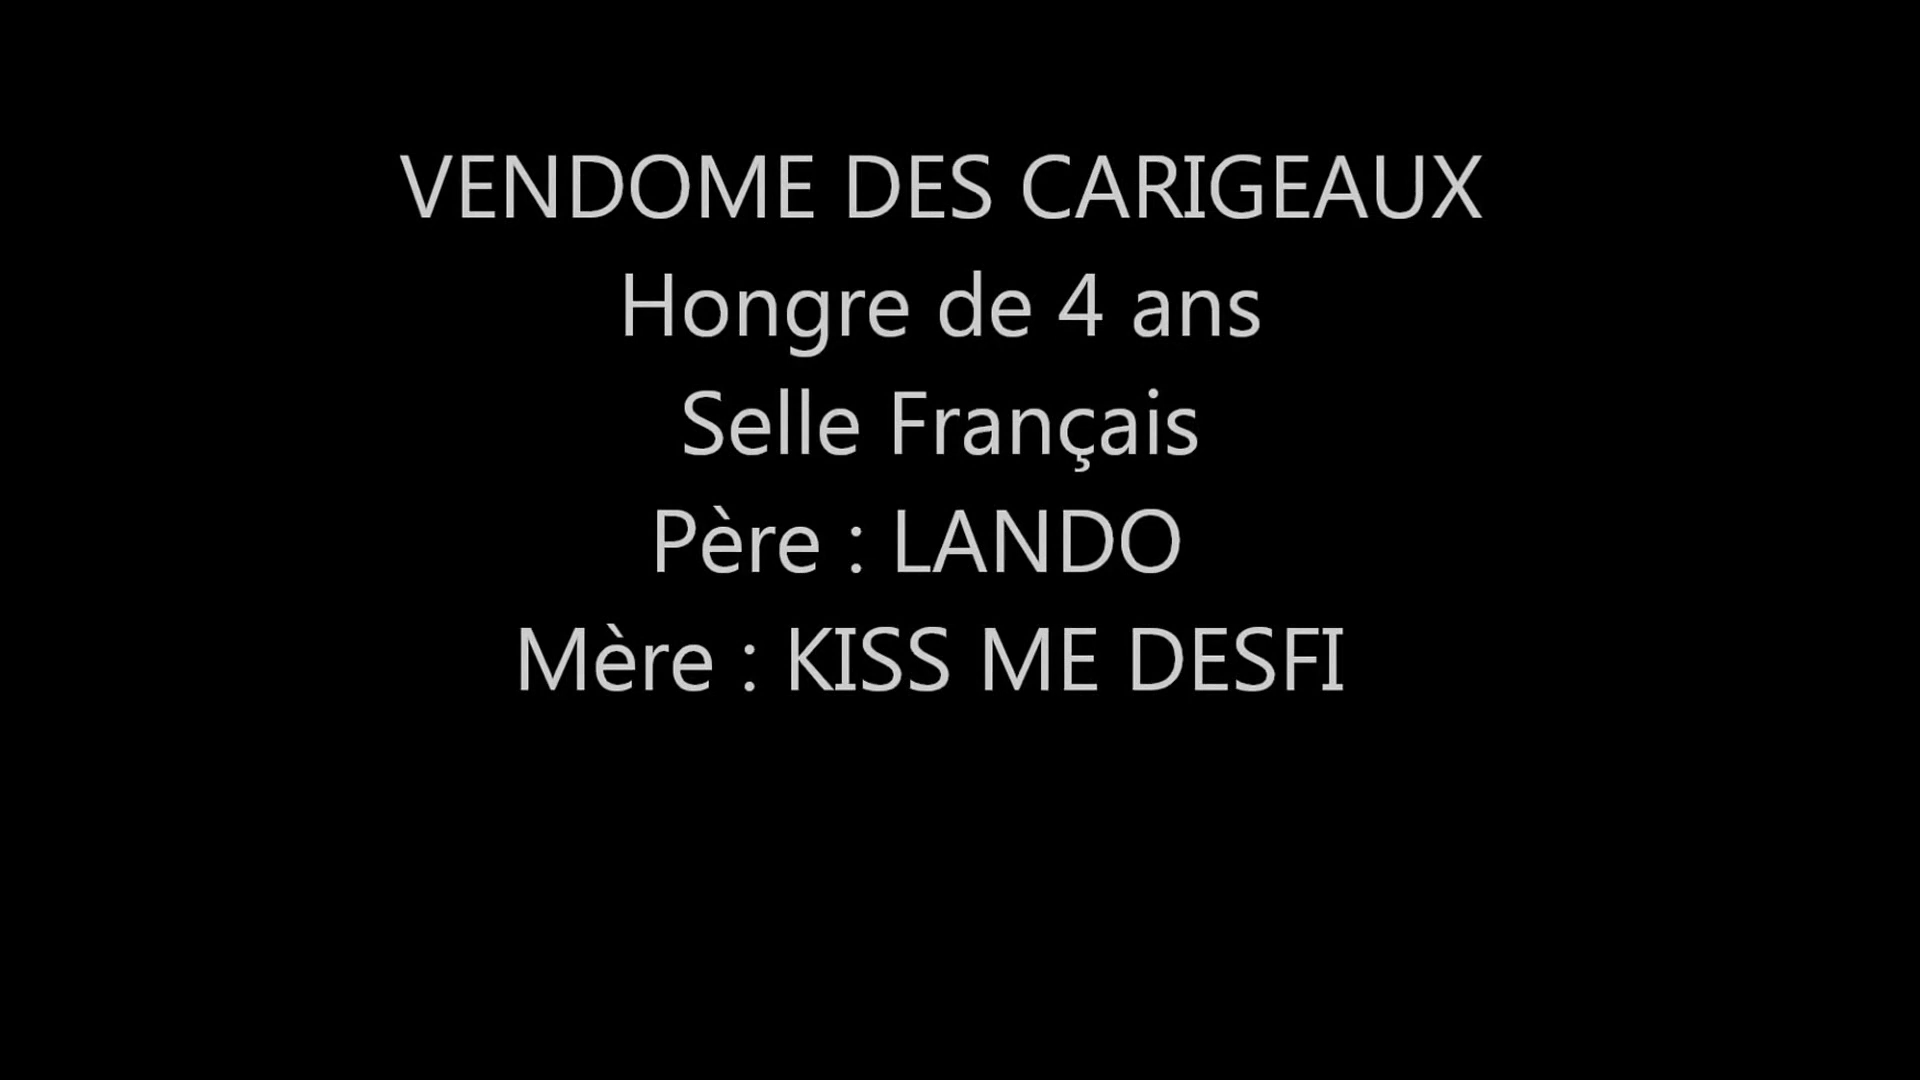 VENDOME DES CARIGEAUX
Hongre de 4 ans
Selle Français
Père : LANDO
Mère : KISS ME DESFI